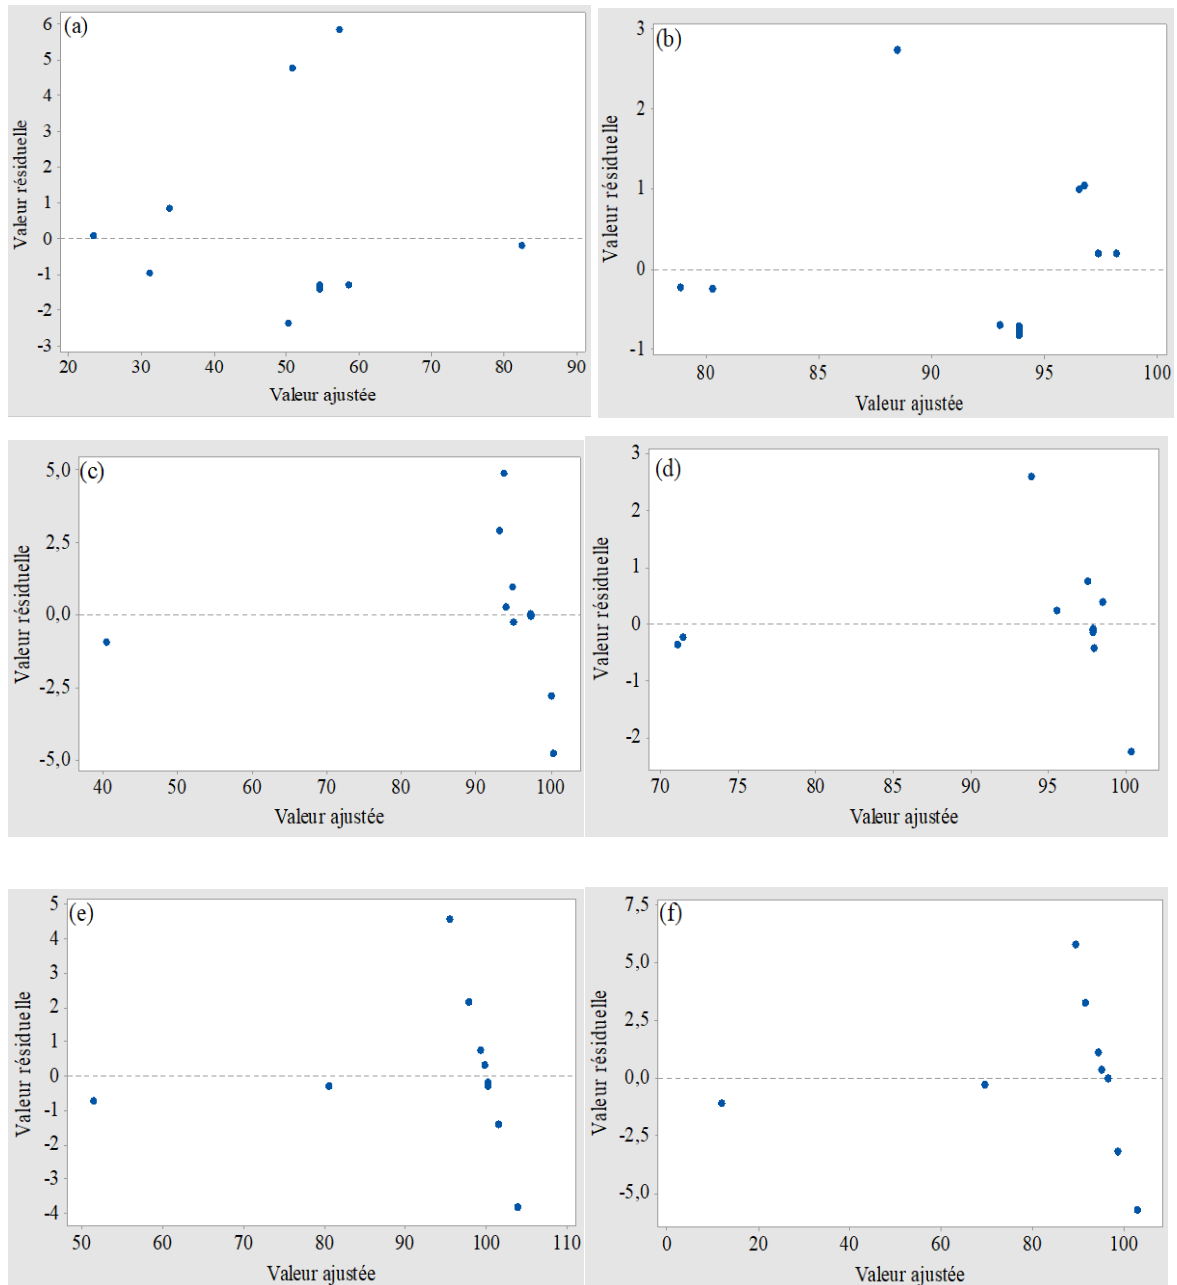 (a)
6
5
4
3
2
1
0
-1
-2
-3
Valeur résiduelle
20 30 40 50 60 70 80 90
Valeur ajustée
(b)
3
2
1
0
-1
Valeur résiduelle
80 85 90 95 100
Valeur ajustée
(c)
5,0
2,5
0,0
-2,5
-5,0
Valeur résiduelle
40 50 60 70 80 90 100
Valeur ajustée
(d)
3
2
1
0
-1
-2
Valeur résiduelle
70 75 80 85 90 95 100
Valeur ajustée
(e)
5
4
3
2
1
0
-1
-2
-3
-4
Valeur résiduelle
50 60 70 80 90 100 110
Valeur ajustée
(f)
7,5
5,0
2,5
0,0
-2,5
-5,0
Valeur résiduelle
0 20 40 60 80 100
Valeur ajustée